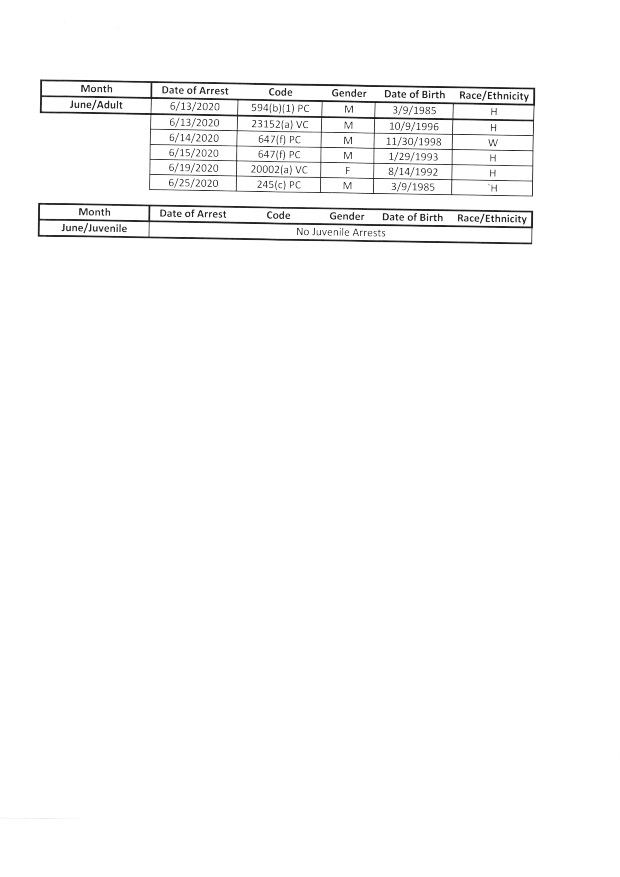 Month Date of Arrest Code Gender Date of Birth Race/Ethnicity
June/Adult 6/13/2020 594(b)(1) PC M 3/9/1985 H
6/13/2020 23152(a) VC M 10/9/1996 H
6/14/2020 647(f) PC M 11/30/1998 W
6/15/2020 647(f) PC M 1/29/1993 H
6/19/2020 20002(a) VC F 8/14/1992 H
6/25/2020 245(c) PC M 3/9/1985 `H
Month Date of Arrest Code Gender Date of Birth Race/Ethnicity
June/Juvenile No Juvenile Arrests